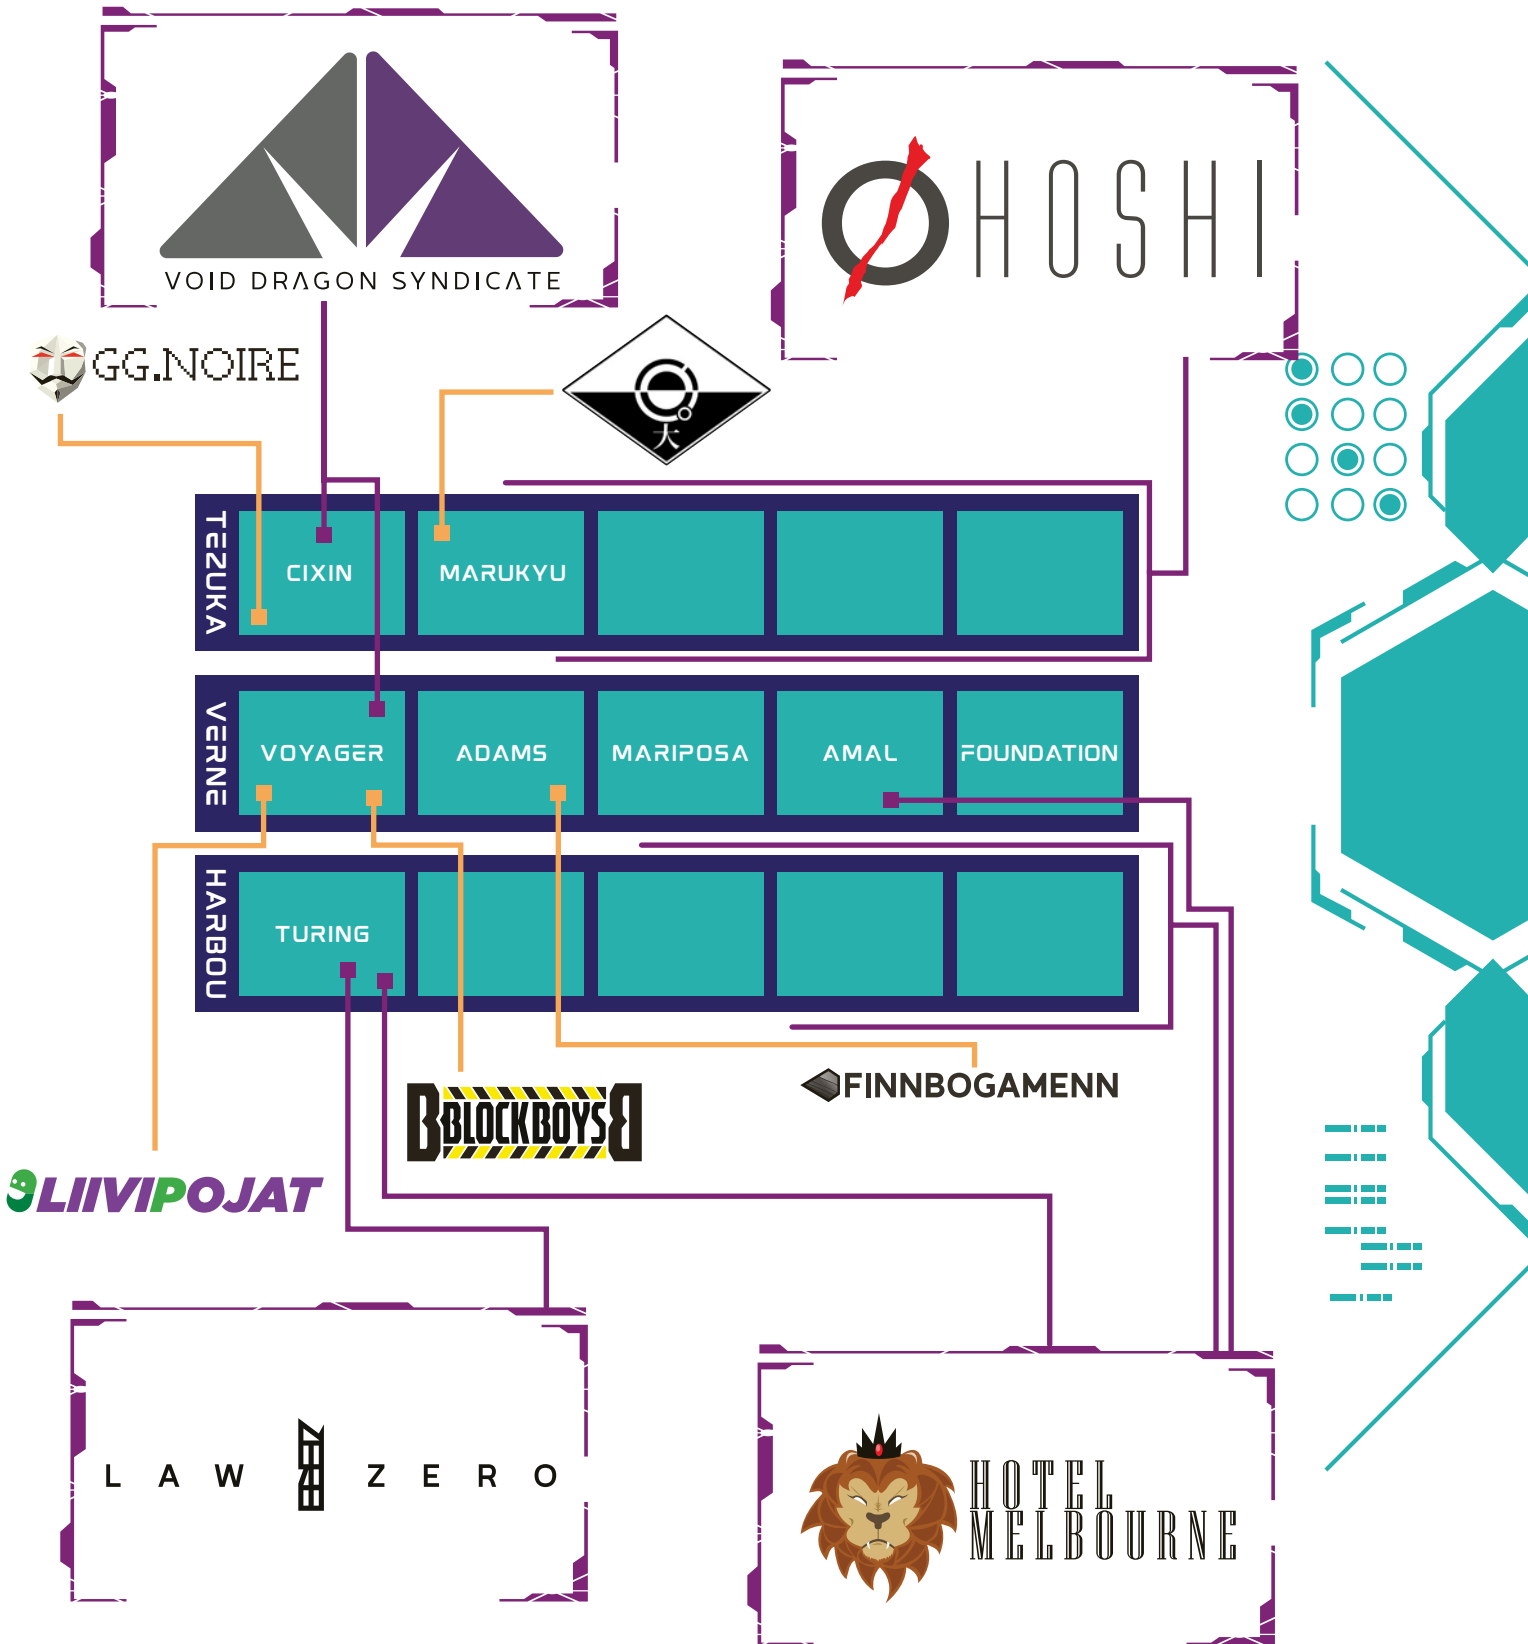 VOID DRAGON SYNDICATE
HOSHI
GG.NOIRE
大
TEZUKA
CIXIN
MARUKYU
VERNE
VOYAGER
ADAMS
MARIPOSA
AMAL
FOUNDATION
HARBOU
TURING
BLOCKBOYS
FINNBOGAMENN
LIIVIPOJAT
LAW ZERO
HOTEL
MELBOURNE